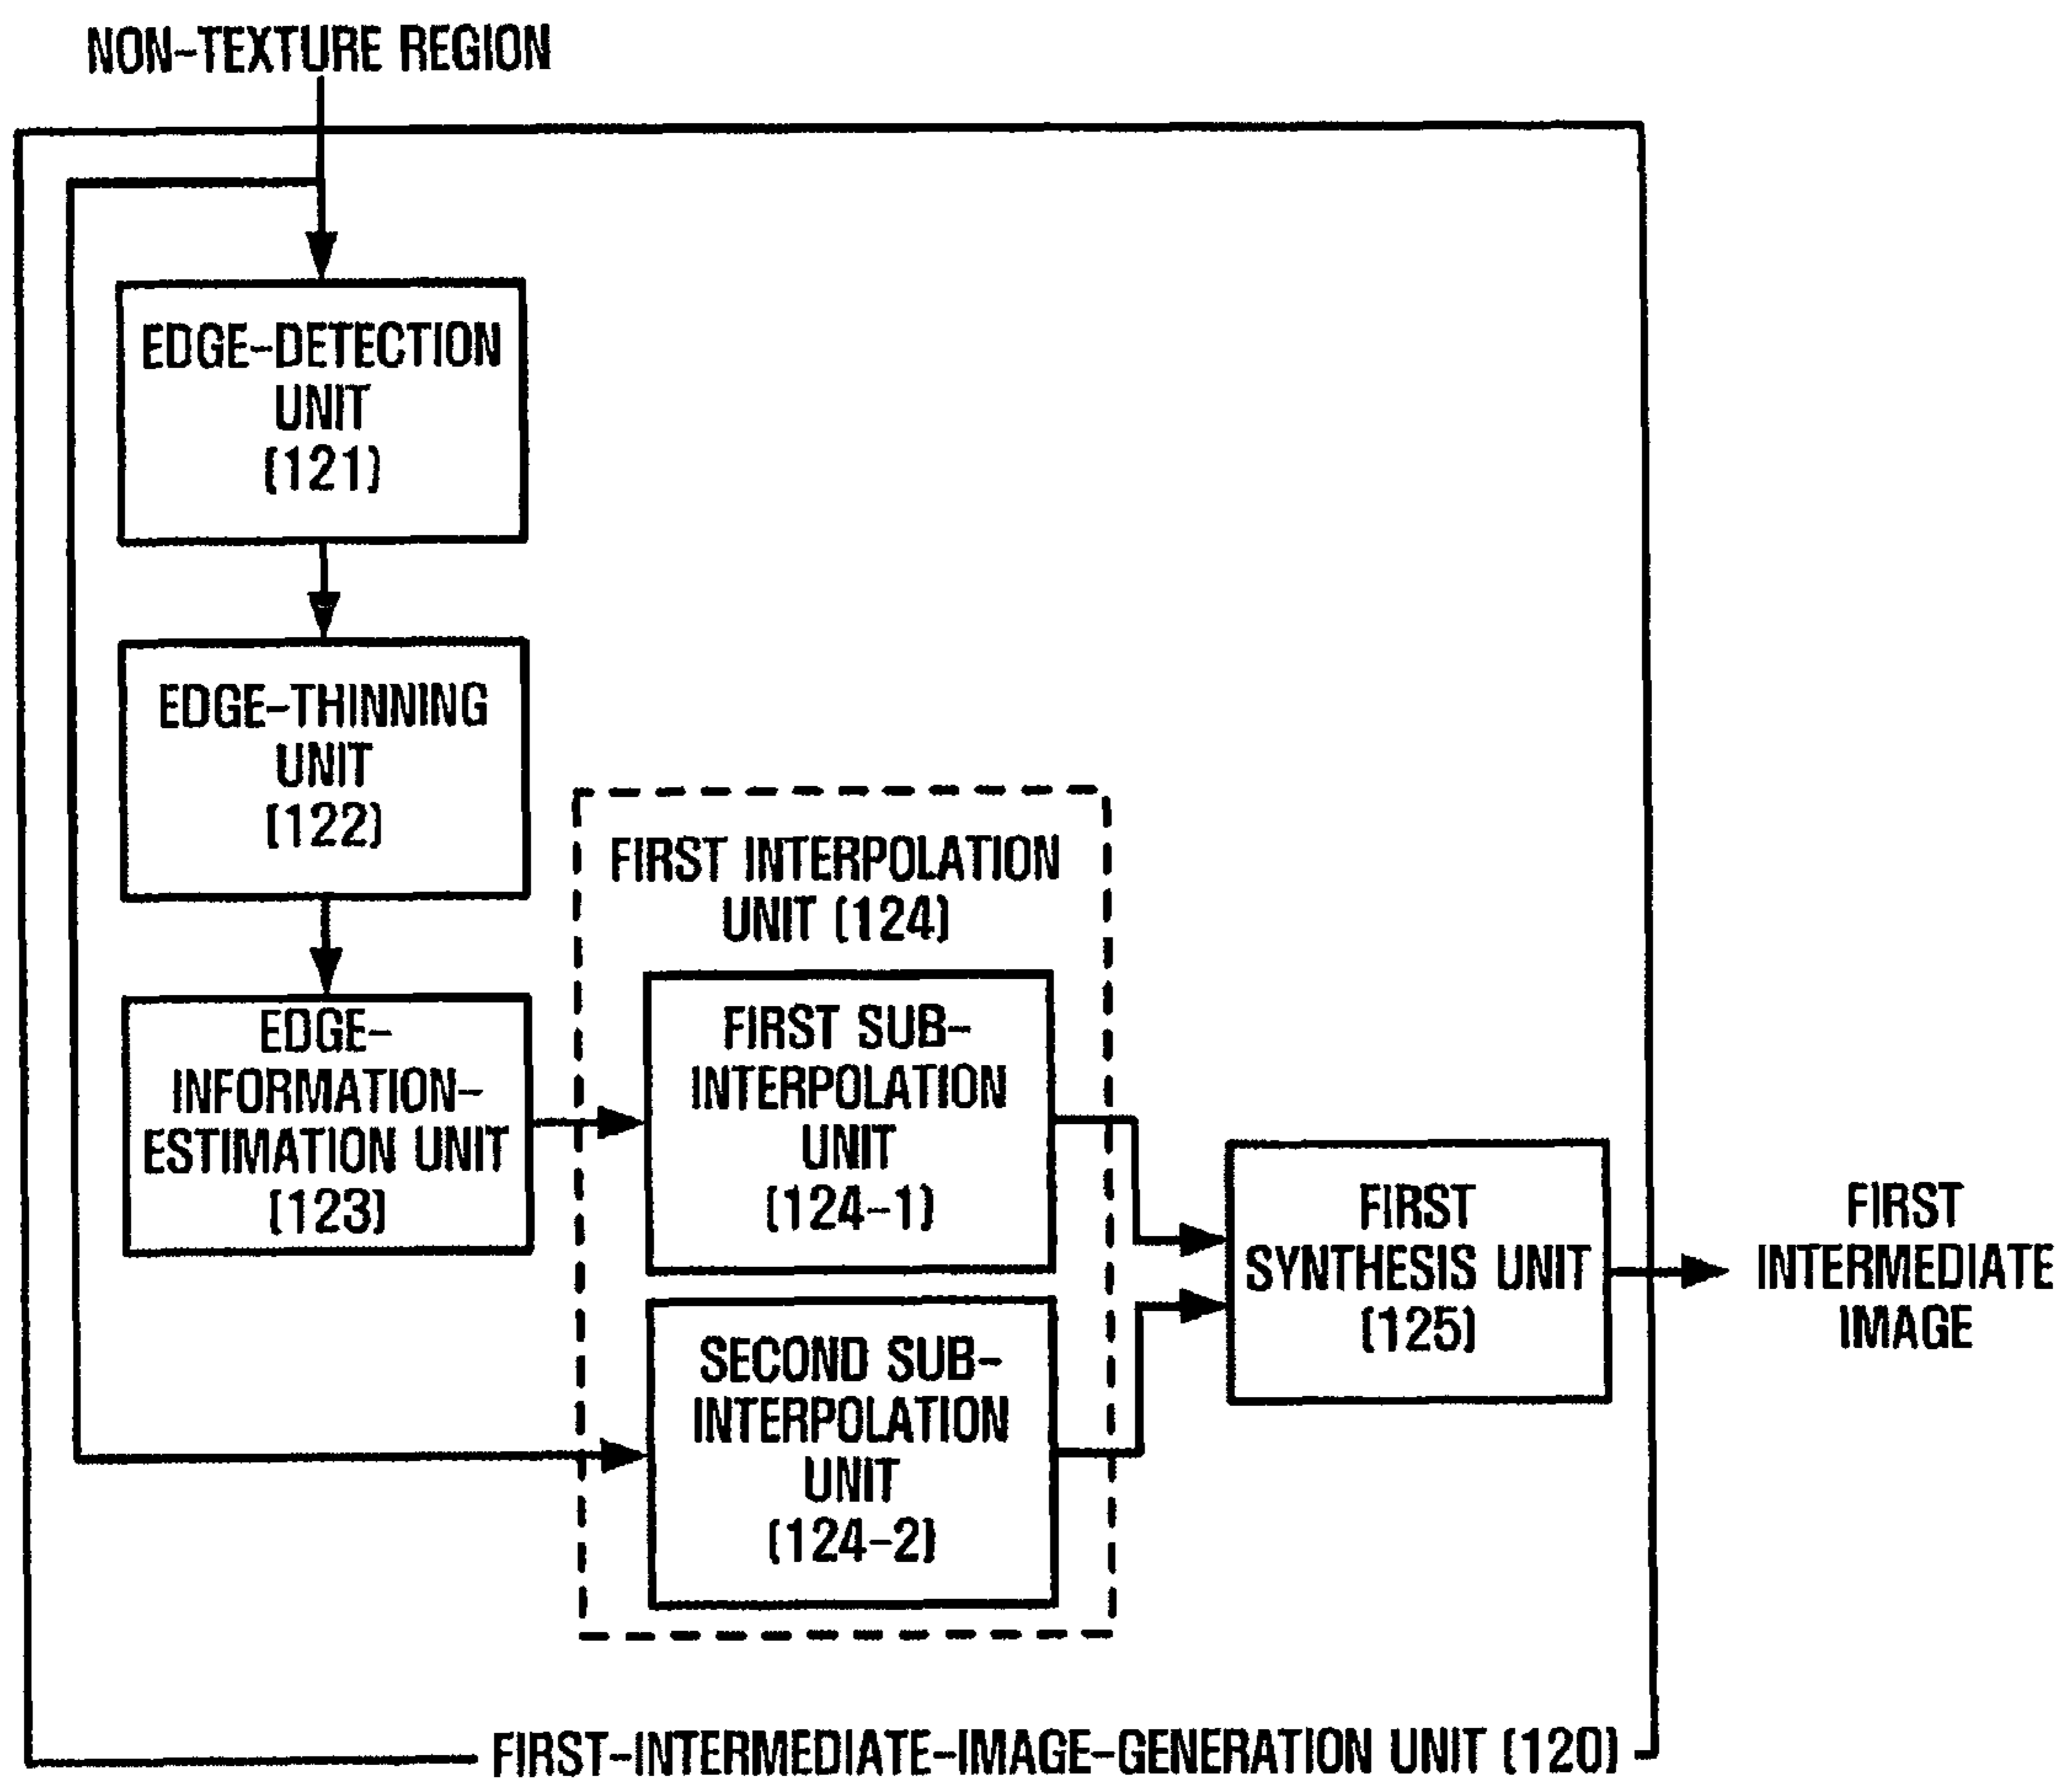 NON-TEXTURE REGION
EDGE-DETECTION
UNIT
(121)
EDGE-THINNING
UNIT
(122)
EDGE-
INFORMATION-
ESTIMATION UNIT
(123)
FIRST INTERPOLATION
UNIT (124)
FIRST SUB-
INTERPOLATION
UNIT
(124-1)
SECOND SUB-
INTERPOLATION
UNIT
(124-2)
FIRST
SYNTHESIS UNIT
(125)
FIRST
INTERMEDIATE
IMAGE
FIRST-INTERMEDIATE-IMAGE-GENERATION UNIT (120)